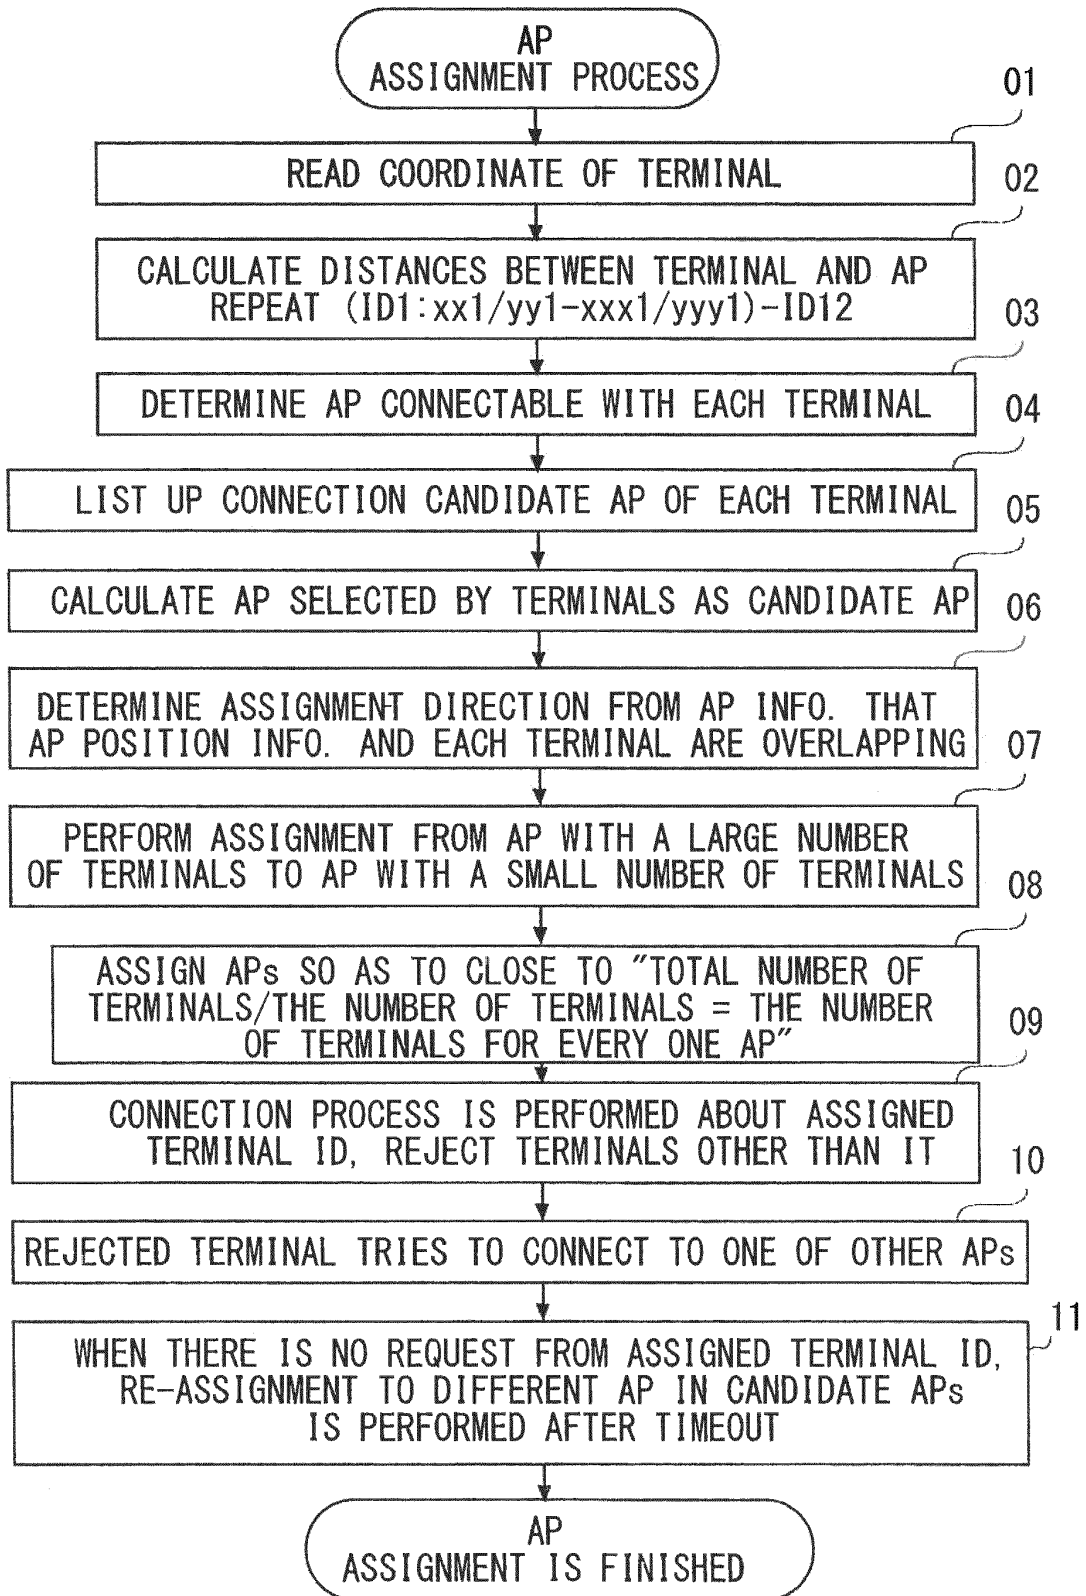 AP
ASSIGNMENT PROCESS
01
READ COORDINATE OF TERMINAL
02
CALCULATE DISTANCES BETWEEN TERMINAL AND AP
REPEAT (ID1:xx1/yy1-xxx1/yyy1)-ID12
03
DETERMINE AP CONNECTABLE WITH EACH TERMINAL
04
LIST UP CONNECTION CANDIDATE AP OF EACH TERMINAL
05
CALCULATE AP SELECTED BY TERMINALS AS CANDIDATE AP
06
DETERMINE ASSIGNMENT DIRECTION FROM AP INFO. THAT
AP POSITION INFO. AND EACH TERMINAL ARE OVERLAPPING
07
PERFORM ASSIGNMENT FROM AP WITH A LARGE NUMBER
OF TERMINALS TO AP WITH A SMALL NUMBER OF TERMINALS
08
ASSIGN APs SO AS TO CLOSE TO "TOTAL NUMBER OF
TERMINALS/THE NUMBER OF TERMINALS = THE NUMBER
OF TERMINALS FOR EVERY ONE AP"
09
CONNECTION PROCESS IS PERFORMED ABOUT ASSIGNED
TERMINAL ID, REJECT TERMINALS OTHER THAN IT
10
REJECTED TERMINAL TRIES TO CONNECT TO ONE OF OTHER APs
11
WHEN THERE IS NO REQUEST FROM ASSIGNED TERMINAL ID,
RE-ASSIGNMENT TO DIFFERENT AP IN CANDIDATE APs
IS PERFORMED AFTER TIMEOUT
AP
ASSIGNMENT IS FINISHED